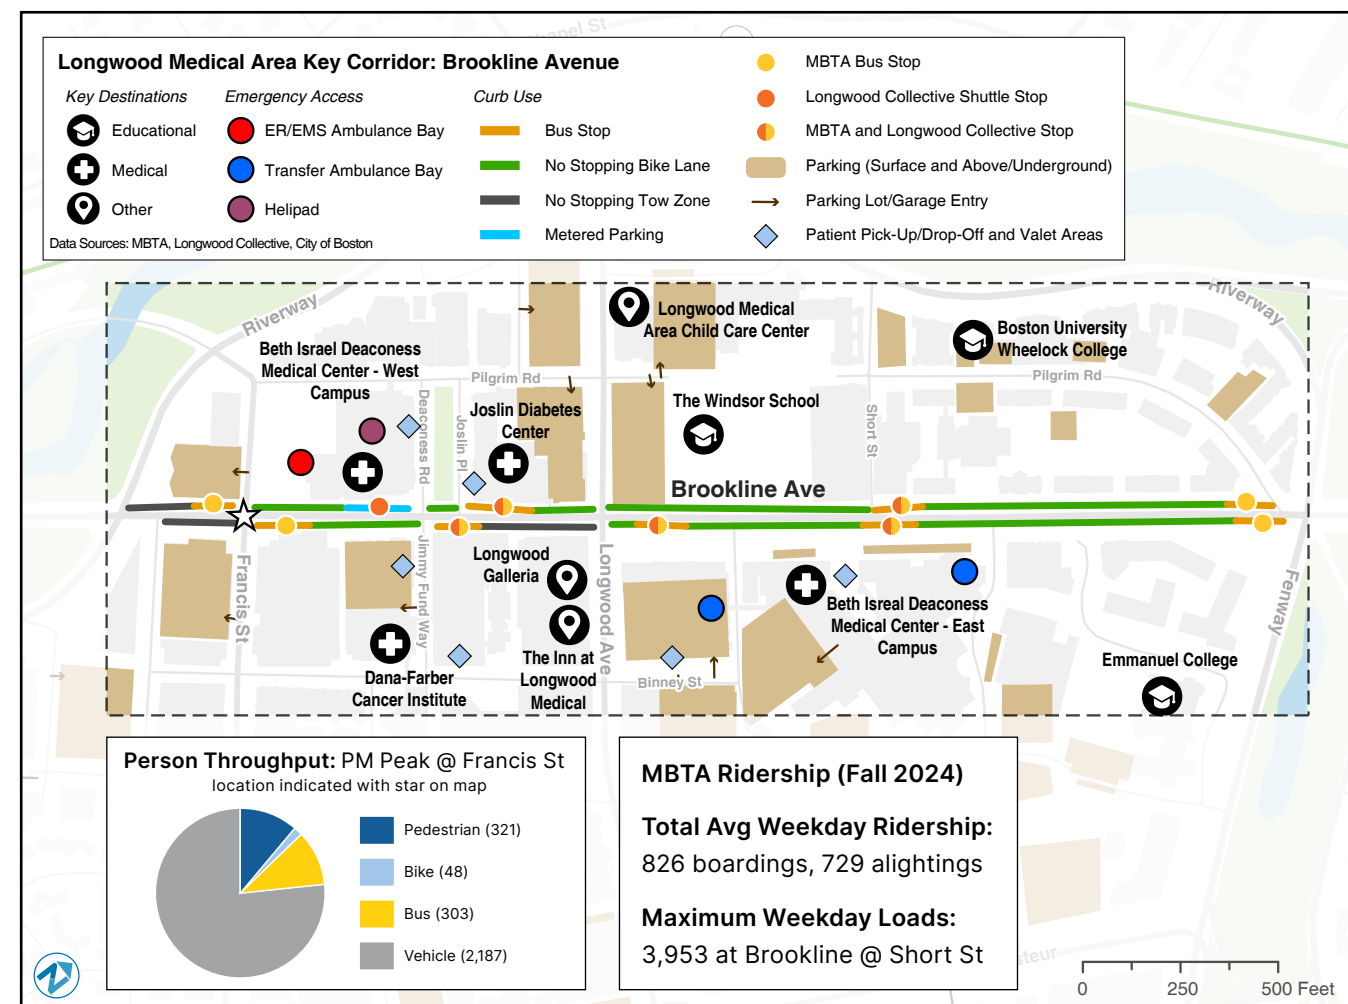 Chapel St
Longwood Medical Area Key Corridor: Brookline Avenue
Key Destinations
Educational
Medical
Other
Emergency Access
ER/EMS Ambulance Bay
Transfer Ambulance Bay
Helipad
Curb Use
Bus Stop
No Stopping Bike Lane
No Stopping Tow Zone
Metered Parking
MBTA Bus Stop
Longwood Collective Shuttle Stop
MBTA and Longwood Collective Stop
Parking (Surface and Above/Underground)
Parking Lot/Garage Entry
Patient Pick-Up/Drop-Off and Valet Areas
Data Sources: MBTA, Longwood Collective, City of Boston
Riverway
Riverway
Longwood Medical
Area Child Care Center
Boston University
Wheelock College
Beth Israel Deaconess
Medical Center - West
Campus
Pilgrim Rd
Pilgrim Rd
Deaconess Rd
Joslin Pl
Joslin Diabetes
Center
The Windsor School
Short St
Brookline Ave
Francis St
Jimmy Fund Way
Longwood
Galleria
Longwood Ave
The Inn at
Longwood
Medical
Dana-Farber
Cancer Institute
Binney St
Beth Isreal Deaconess
Medical Center - East
Campus
Emmanuel College
Fenway
Person Throughput: PM Peak @ Francis St
location indicated with star on map
Pedestrian (321)
Bike (48)
Bus (303)
Vehicle (2,187)
MBTA Ridership (Fall 2024)
Total Avg Weekday Ridership:
826 boardings, 729 alightings
Maximum Weekday Loads:
3,953 at Brookline @ Short St
0 250 500 Feet